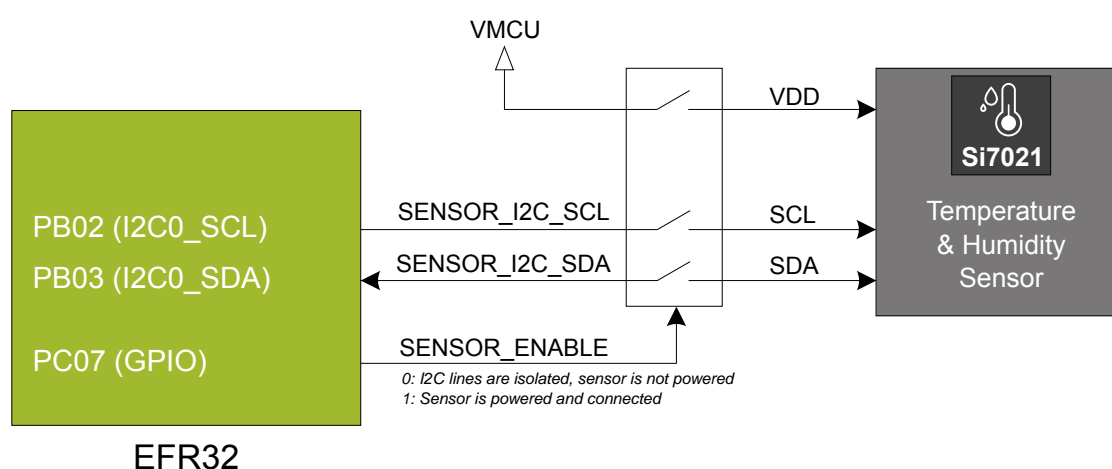 VMCU
VDD
Si7021
PB02 (I2C0_SCL)
SENSOR_I2C_SCL
SCL
Temperature
& Humidity
Sensor
PB03 (I2C0_SDA)
SENSOR_I2C_SDA
SDA
PC07 (GPIO)
SENSOR_ENABLE
0: I2C lines are isolated, sensor is not powered
1: Sensor is powered and connected
EFR32